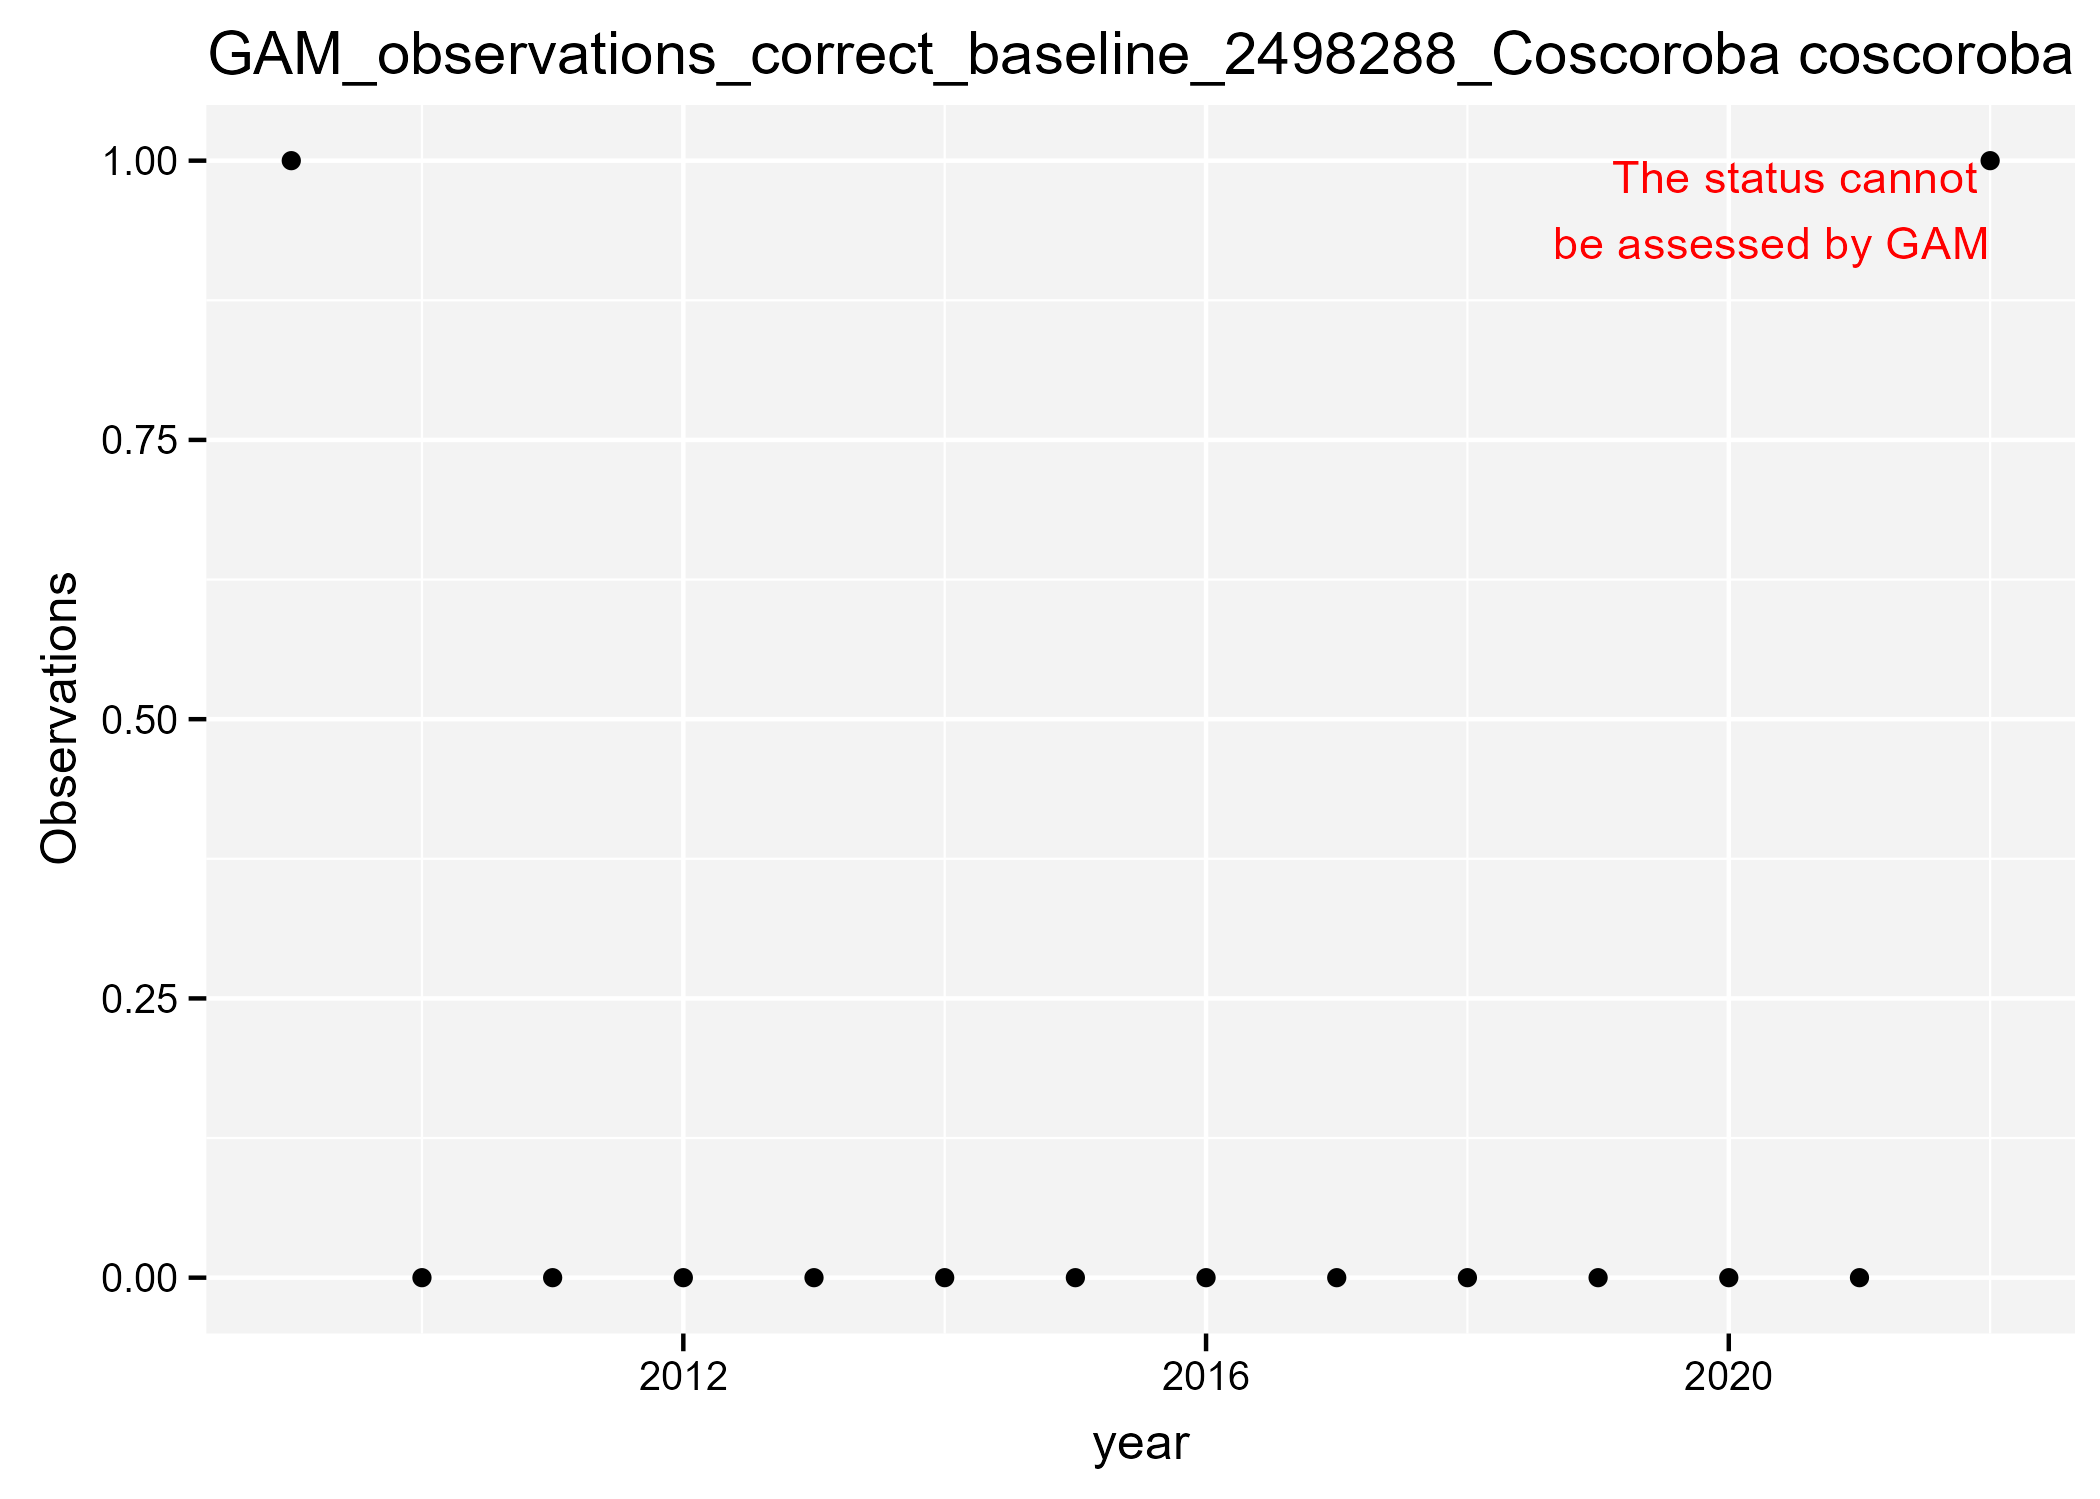 GAM_observations_correct_baseline_2498288_Coscoroba coscoroba
1.00
The status cannot
be assessed by GAM
0.75
0.50
0.25
0.00
Observations
2012
2016
2020
year